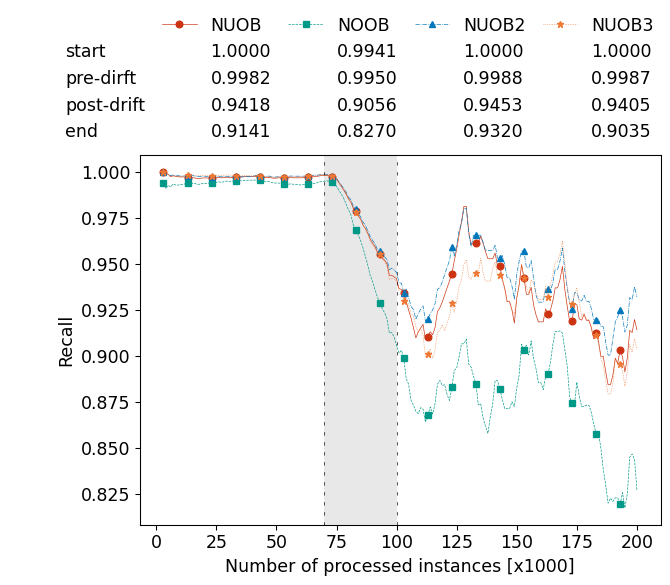 NUOB NOOB NUOB2 NUOB3
start 1.0000 0.9941 1.0000 1.0000
pre-dirft 0.9982 0.9950 0.9988 0.9987
post-drift 0.9418 0.9056 0.9453 0.9405
end 0.9141 0.8270 0.9320 0.9035
1.000
0.975
0.950
0.925
0.900
0.875
0.850
0.825
Recall
0 25 50 75 100 125 150 175 200
Number of processed instances [x1000]